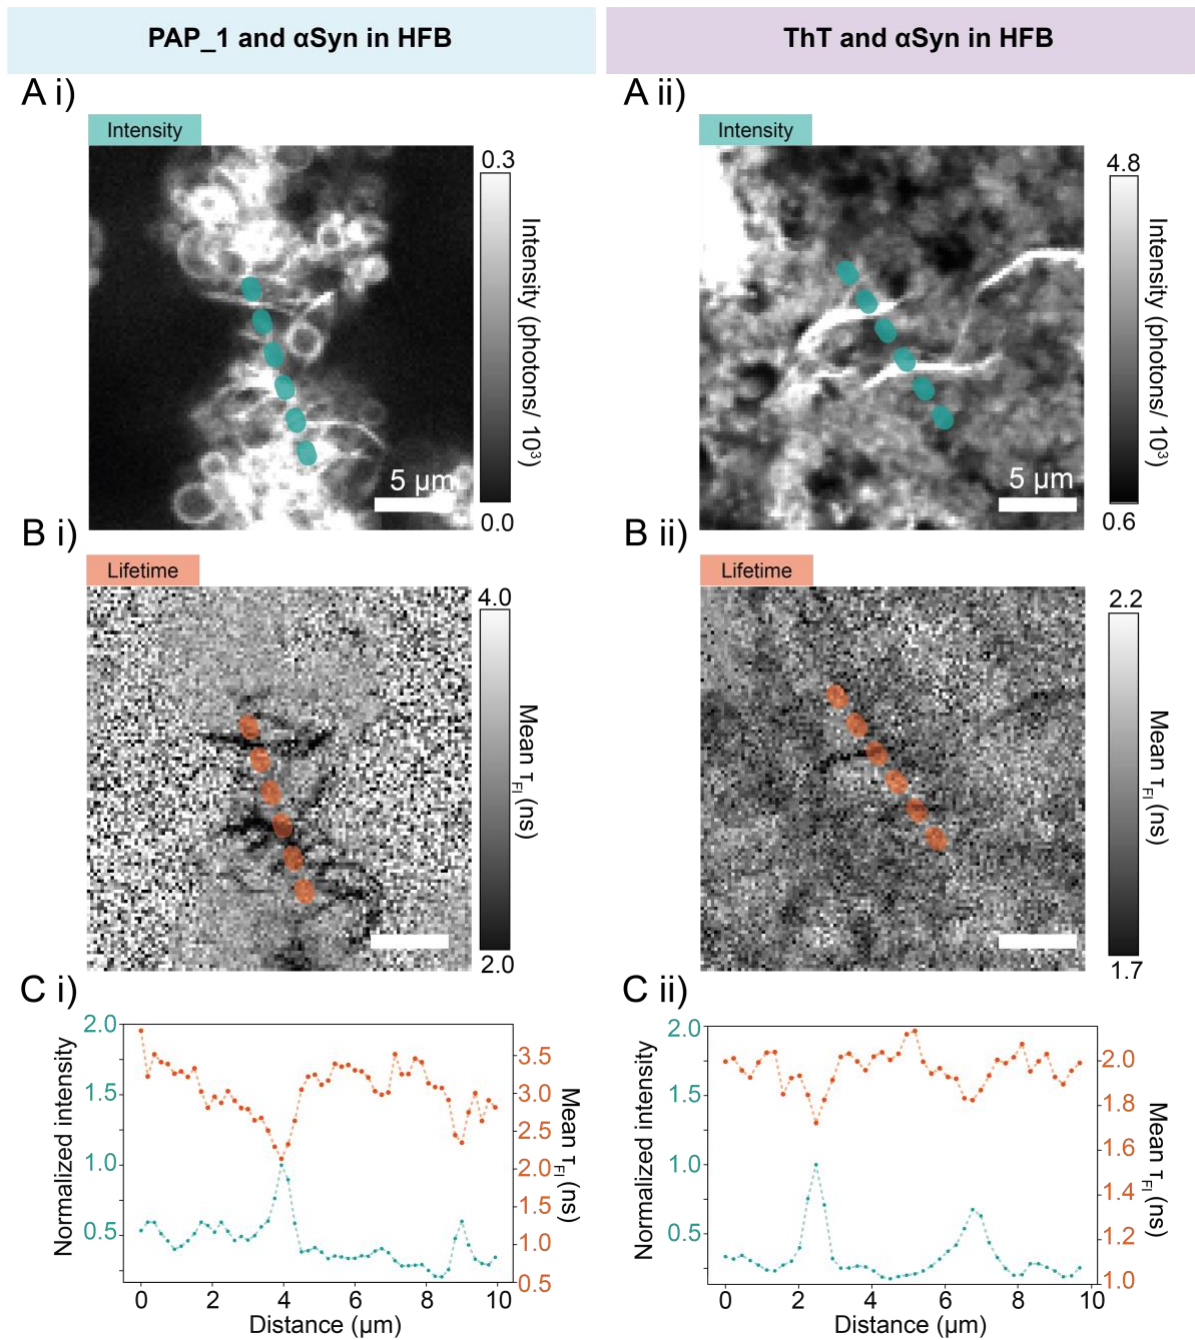 PAP_1 and αSyn in HFB
ThT and αSyn in HFB
A i)
A ii)
Intensity
Intensity
0.3
4.8
Intensity (photons/ 10³)
Intensity (photons/ 10³)
5 µm
5 µm
0.0
0.6
B i)
B ii)
Lifetime
Lifetime
4.0
2.2
Mean τFl (ns)
Mean τFl (ns)
2.0
1.7
C i)
C ii)
2.0
1.5
1.0
0.5
Normalized intensity
3.5
3.0
2.5
2.0
1.5
1.0
0.5
Mean τFl (ns)
0 2 4 6 8 10
Distance (µm)
2.0
1.5
1.0
0.5
Normalized intensity
2.0
1.8
1.6
1.4
1.2
1.0
Mean τFl (ns)
0 2 4 6 8 10
Distance (µm)